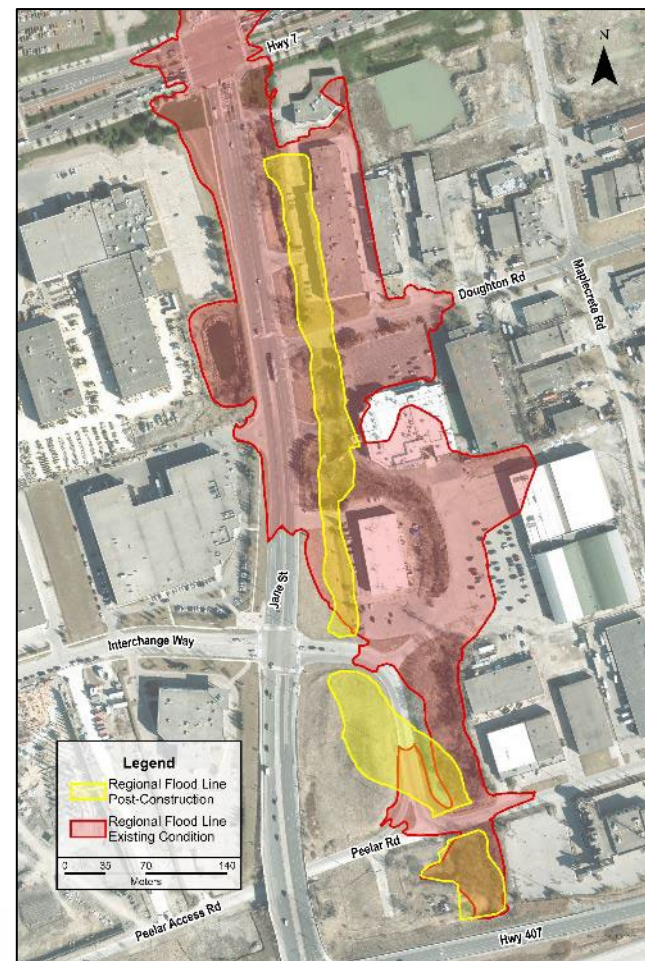 Hwy 7
N
Doughton Rd
Maplecrete Rd
Jane St
Interchange Way
Legend
Regional Flood Line
Post-Construction
Regional Flood Line
Existing Condition
0 35 70 140
Meters
Peelar Rd
Peelar Access Rd
Hwy 407